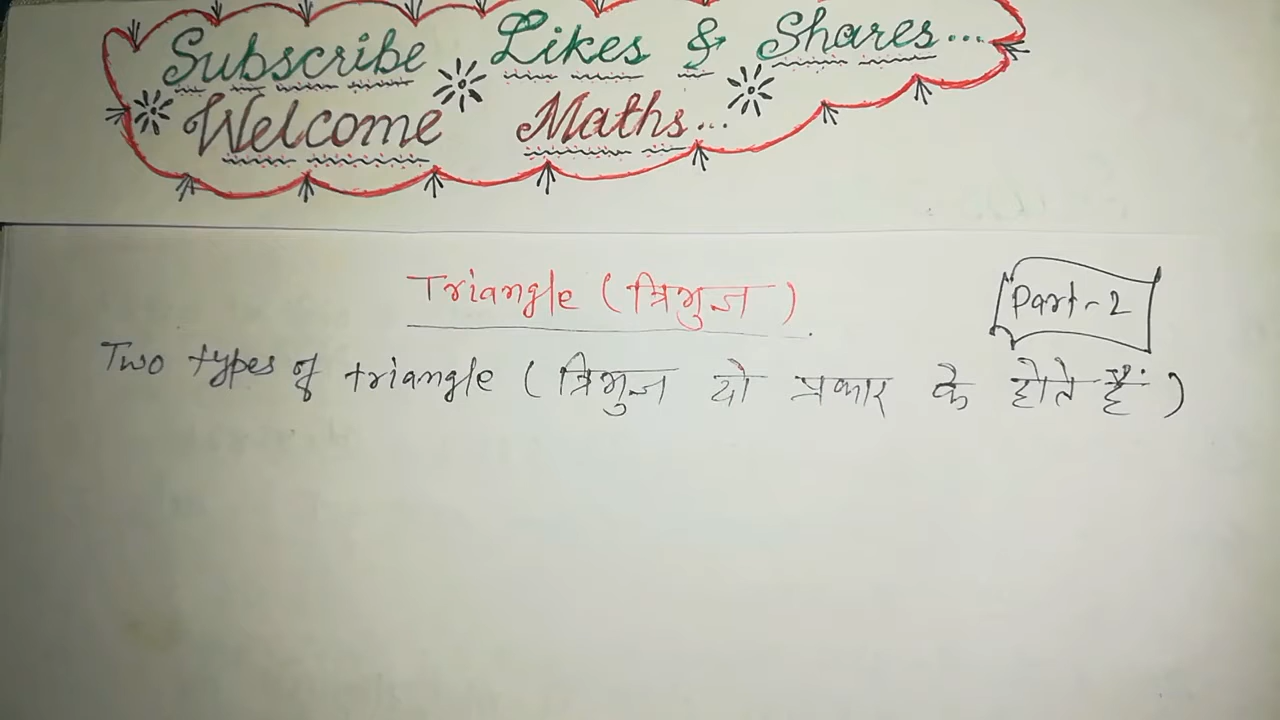 Subscribe Likes & Shares...
Welcome Maths...
Triangle (त्रिभुज)
Part-2
Two types of triangle (त्रिभुज दो प्रकार के होते हैं)